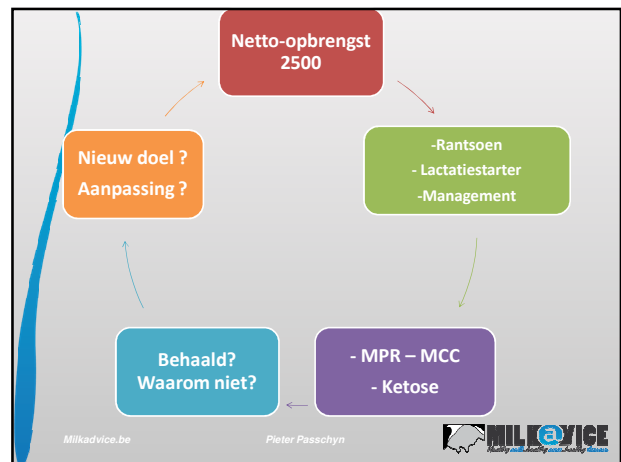 Netto-opbrengst
2500
-Rantsoen
- Lactatiestarter
-Management
- MPR – MCC
- Ketose
Behaald?
Waarom niet?
Nieuw doel ?
Aanpassing ?
Milkadvice.be
Pieter Passchyn
MILK@VICE